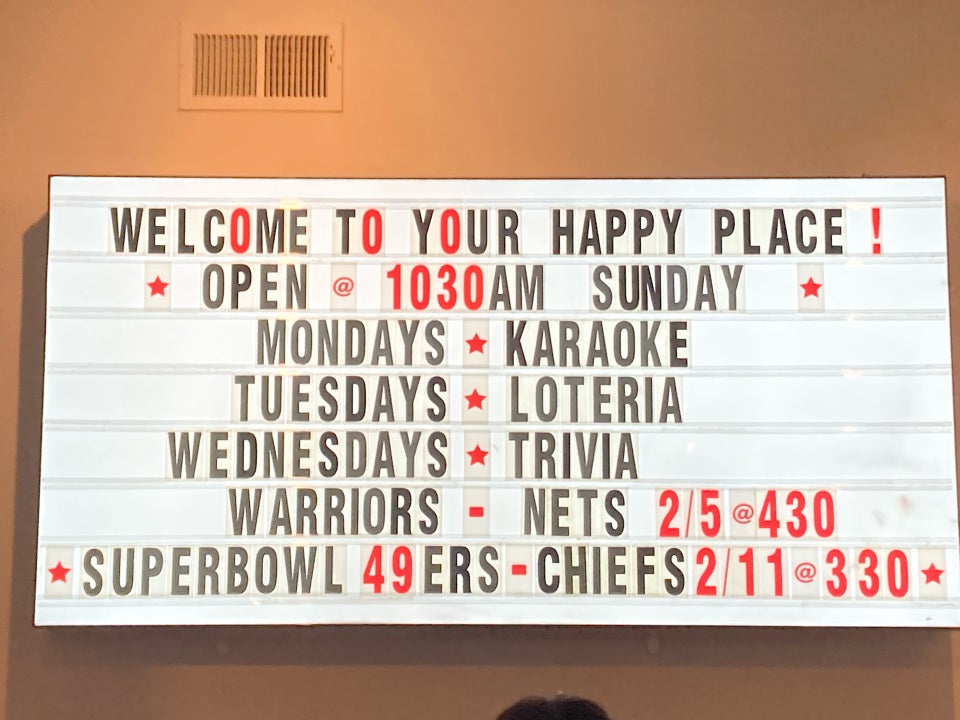 WELCOME TO YOUR HAPPY PLACE!
★ OPEN @ 1030AM SUNDAY ★
MONDAYS ★ KARAOKE
TUESDAYS ★ LOTERIA
WEDNESDAYS ★ TRIVIA
WARRIORS - NETS 2/5@430
★ SUPERBOWL 49ERS-CHIEFS 2/11@330 ★